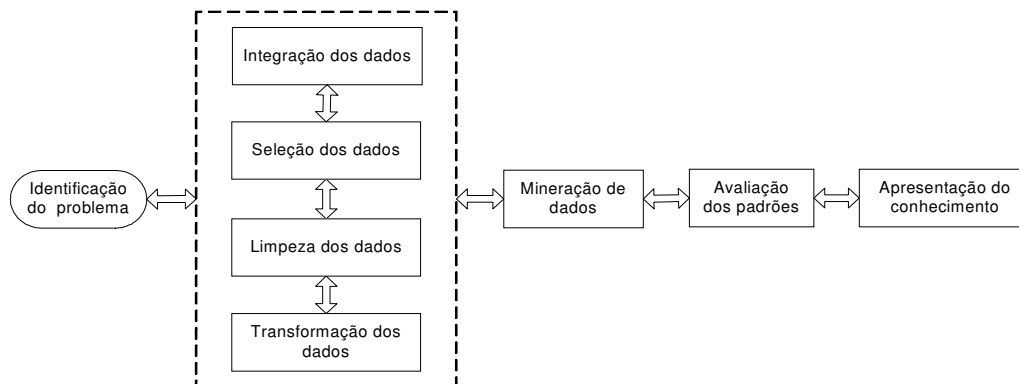 Identificação
do problema
Integração dos dados
Seleção dos dados
Limpeza dos dados
Transformação dos
dados
Mineração de
dados
Avaliação
dos padrões
Apresentação do
conhecimento